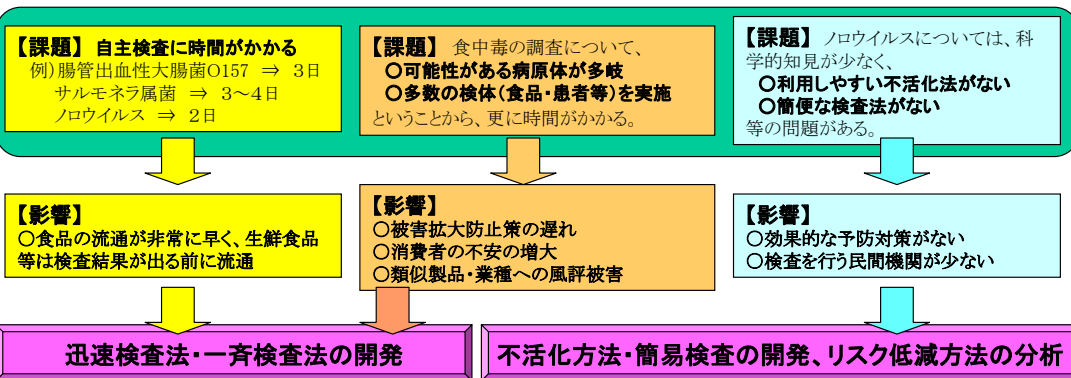 【課題】 自主検査に時間がかかる
例)腸管出血性大腸菌O157 ⇒ 3日
サルモネラ属菌 ⇒ 3～4日
ノロウイルス ⇒ 2日
【課題】 食中毒の調査について、
○可能性がある病原体が多岐
○多数の検体(食品・患者等)を実施
ということから、更に時間がかかる。
【課題】 ノロウイルスについては、科
学的知見が少なく、
○利用しやすい不活化法がない
○簡便な検査法がない
等の問題がある。
【影響】
○食品の流通が非常に早く、生鮮食品
等は検査結果が出る前に流通
【影響】
○被害拡大防止策の遅れ
○消費者の不安の増大
○類似製品・業種への風評被害
【影響】
○効果的な予防対策がない
○検査を行う民間機関が少ない
迅速検査法・一斉検査法の開発
不活化方法・簡易検査の開発、リスク低減方法の分析